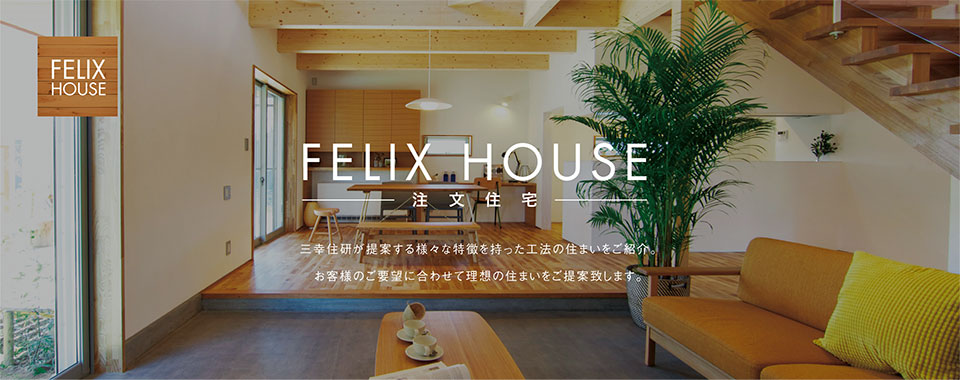 FELIX
HOUSE
FELIX HOUSE
注文住宅
三幸住研が提案する様々な特徴を持った工法の住まいをご紹介。
お客様のご要望に合わせて理想の住まいをご提案致します。